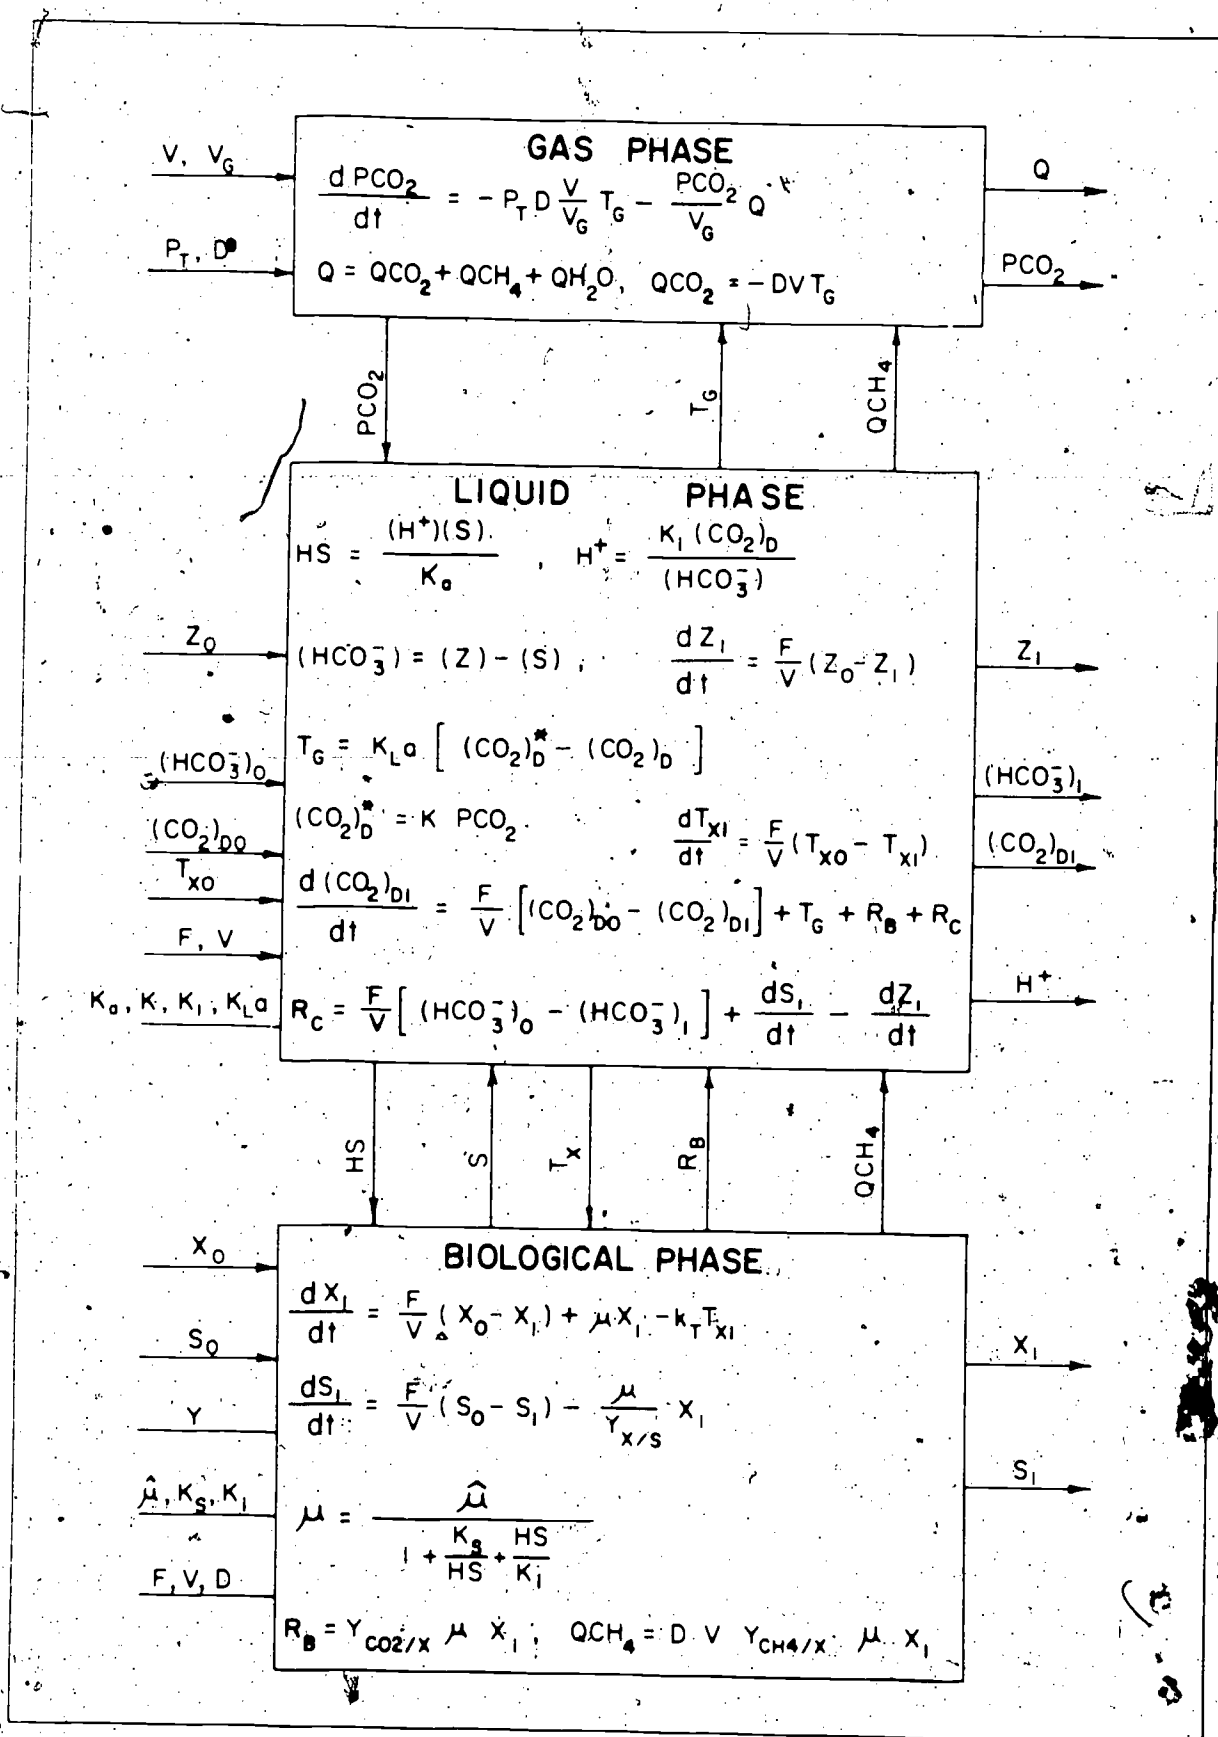 GAS PHASE
V, V_G
dPCO₂/dt = - P_T D V/V_G T_G - PCO₂/V_G Q
Q
P_T, D
Q = QCO₂ + QCH₄ + QH₂O, QCO₂ = -DVT_G
PCO₂
PCO₂
T_G
QCH₄
LIQUID PHASE
HS = (H⁺)(S)/K_a , H⁺ = K₁(CO₂)_D/(HCO₃⁻)
Z₀
(HCO₃⁻) = (Z) - (S) , dZ₁/dt = F/V (Z₀ - Z₁)
Z₁
T_G = K_La [ (CO₂)*_D - (CO₂)_D ]
(HCO₃⁻)₀
(HCO₃⁻)₁
(CO₂)*_D = K PCO₂. dT_X1/dt = F/V (T_X0 - T_X1)
(CO₂)_D0
(CO₂)_D1
T_X0
d(CO₂)_D1/dt = F/V [(CO₂)_D0 - (CO₂)_D1] + T_G + R_B + R_C
F, V
K_a, K, K₁, K_La
R_C = F/V [ (HCO₃⁻)₀ - (HCO₃⁻)₁ ] + dS₁/dt - dZ₁/dt
H⁺
HS
S
T_X
R_B
QCH₄
BIOLOGICAL PHASE
X₀
dX₁/dt = F/V (X₀ - X₁) + μX₁ - k_T T_X1
S₀
X₁
dS₁/dt = F/V (S₀ - S₁) - μ/Y_X/S X₁
Y
S₁
μ̂, K_S, K_i
μ = μ̂ / (1 + K_S/HS + HS/K_i)
F, V, D
R_B = Y_CO2/X μ X₁ ; QCH₄ = D V Y_CH4/X μ X₁